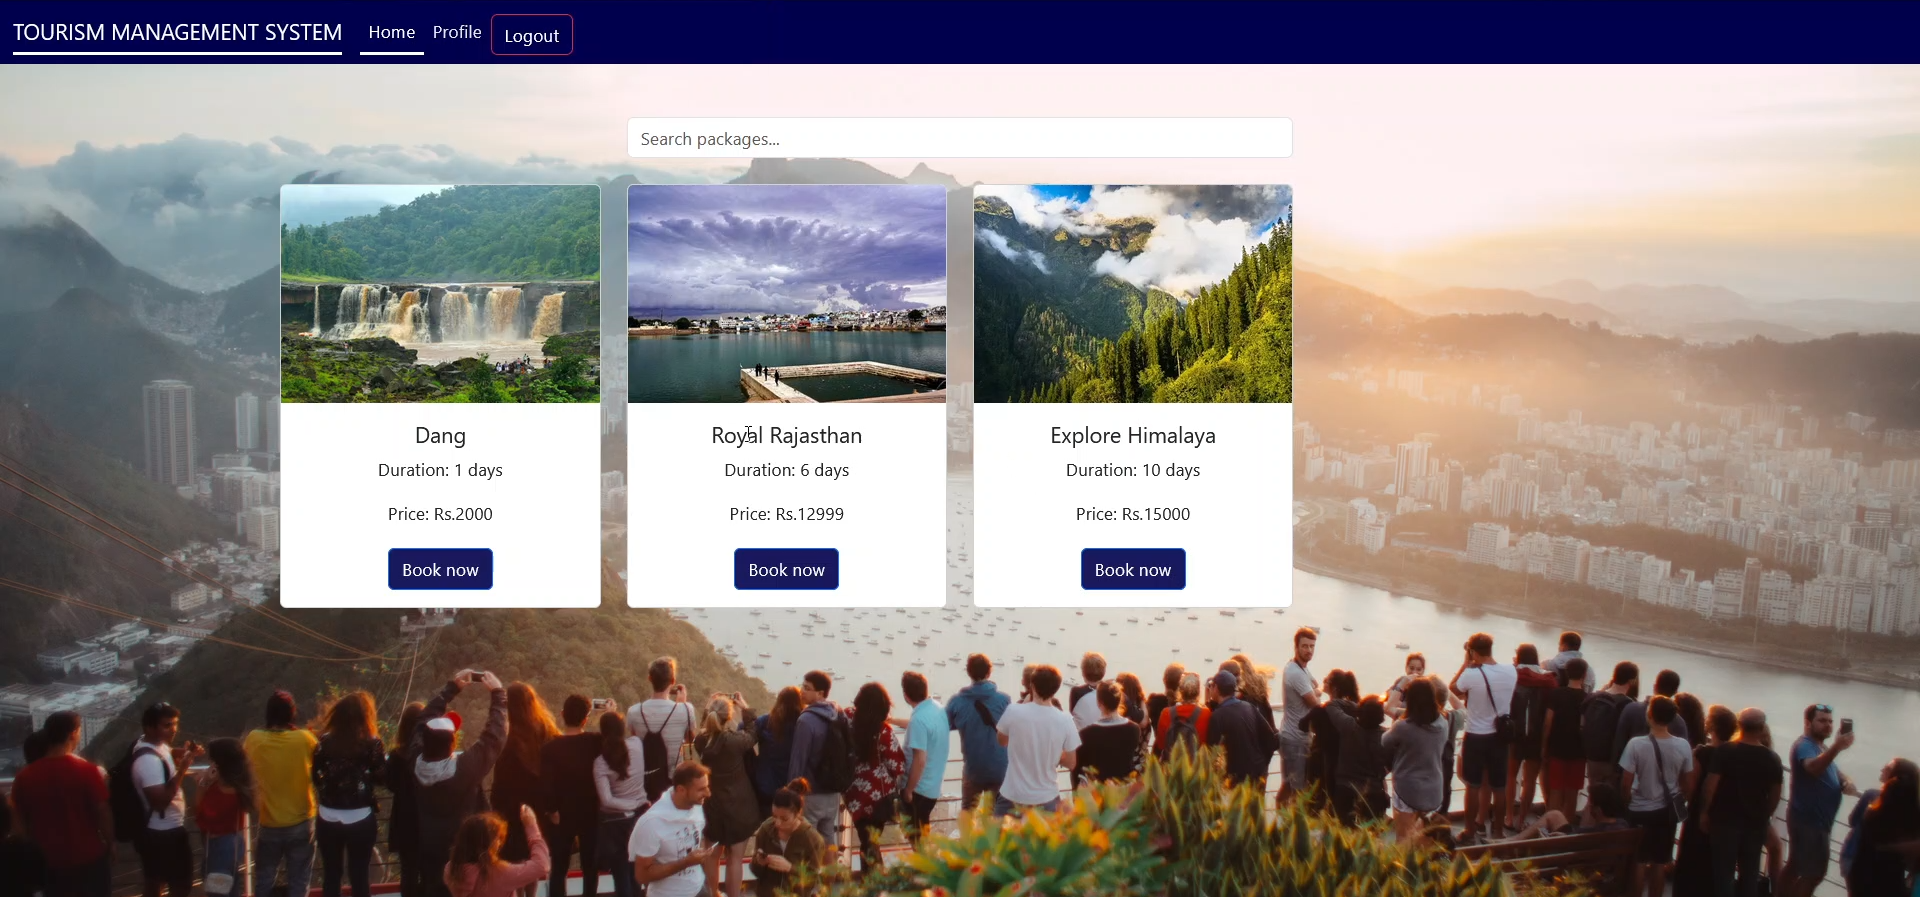 TOURISM MANAGEMENT SYSTEM Home Profile Logout
Search packages...
Dang
Duration: 1 days
Price: Rs.2000
Book now
Royal Rajasthan
Duration: 6 days
Price: Rs.12999
Book now
Explore Himalaya
Duration: 10 days
Price: Rs.15000
Book now